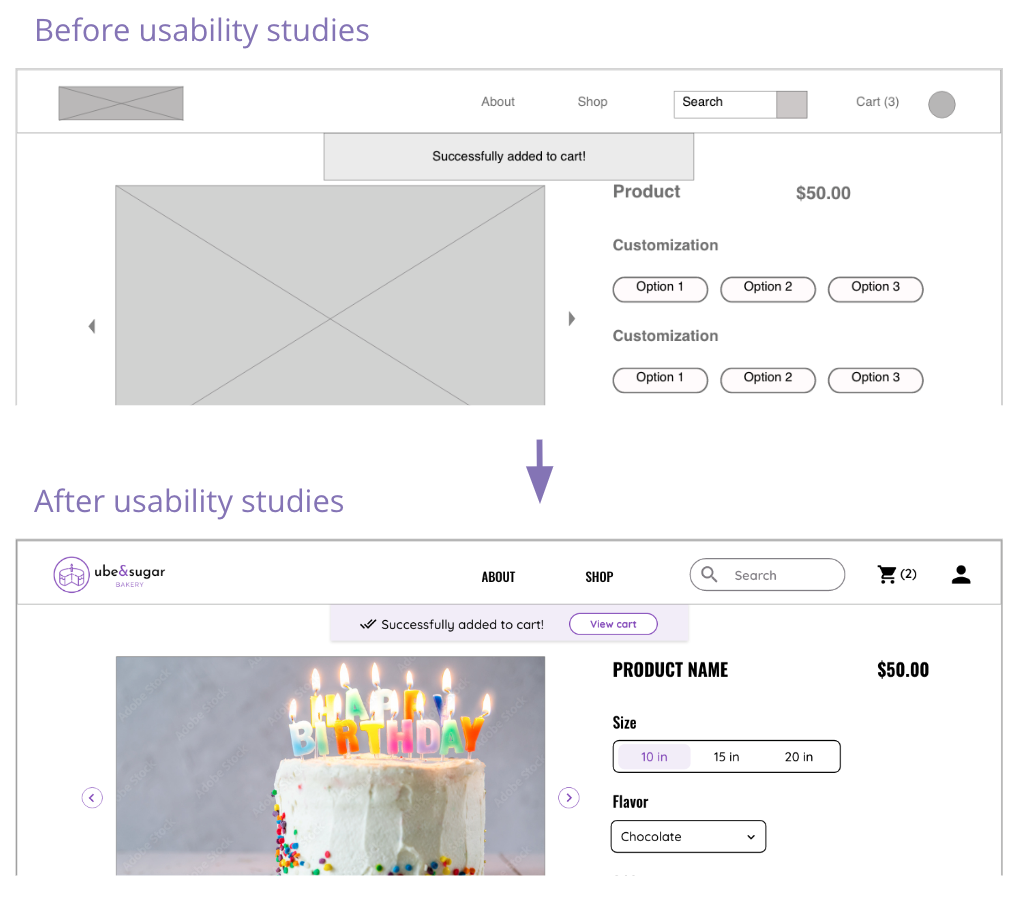 Before usability studies
About Shop Search Cart (3)
Successfully added to cart!
Product $50.00
Customization
Option 1 Option 2 Option 3
Customization
Option 1 Option 2 Option 3
After usability studies
ube&sugar
BAKERY
ABOUT SHOP Search (2)
Successfully added to cart! View cart
PRODUCT NAME $50.00
HAPPY
BIRTHDAY
Size
10 in 15 in 20 in
Flavor
Chocolate